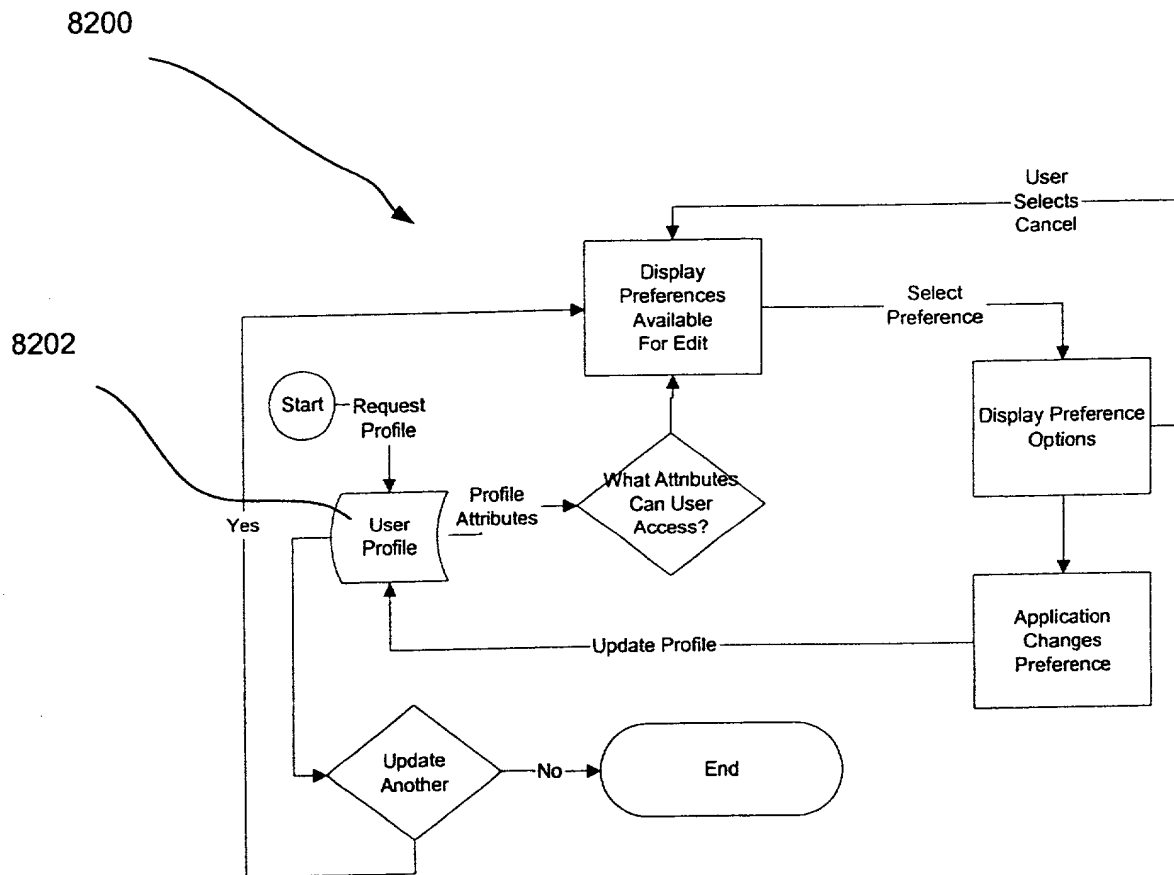 8200
User
Selects
Cancel
Display
Preferences
Available
For Edit
Select
Preference
8202
Start
Request
Profile
Display Preference
Options
What Attributes
Can User
Access?
Profile
Attributes
User
Profile
Yes
Application
Changes
Preference
Update Profile
Update
Another
No
End